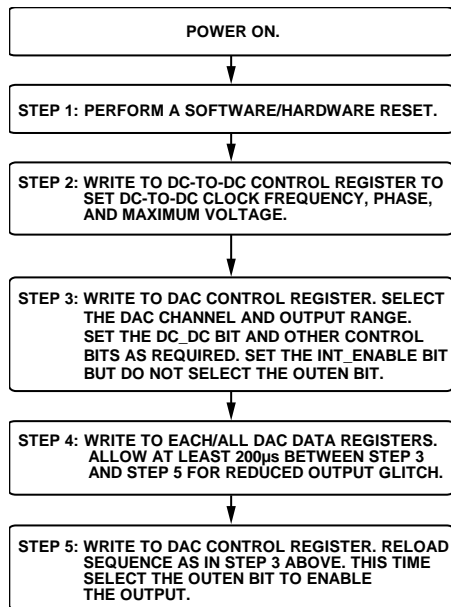 POWER ON.
STEP 1: PERFORM A SOFTWARE/HARDWARE RESET.
STEP 2: WRITE TO DC-TO-DC CONTROL REGISTER TO
SET DC-TO-DC CLOCK FREQUENCY, PHASE,
AND MAXIMUM VOLTAGE.
STEP 3: WRITE TO DAC CONTROL REGISTER. SELECT
THE DAC CHANNEL AND OUTPUT RANGE.
SET THE DC_DC BIT AND OTHER CONTROL
BITS AS REQUIRED. SET THE INT_ENABLE BIT
BUT DO NOT SELECT THE OUTEN BIT.
STEP 4: WRITE TO EACH/ALL DAC DATA REGISTERS.
ALLOW AT LEAST 200µs BETWEEN STEP 3
AND STEP 5 FOR REDUCED OUTPUT GLITCH.
STEP 5: WRITE TO DAC CONTROL REGISTER. RELOAD
SEQUENCE AS IN STEP 3 ABOVE. THIS TIME
SELECT THE OUTEN BIT TO ENABLE
THE OUTPUT.